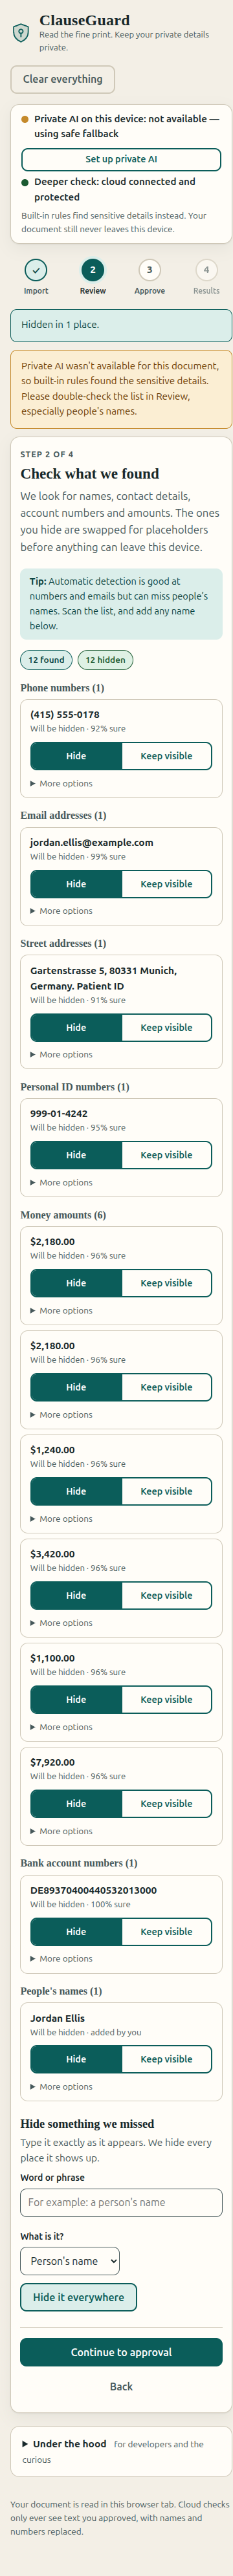 ClauseGuard
Read the fine print. Keep your private details
private.
Clear everything
Private AI on this device: not available —
using safe fallback
Set up private AI
Deeper check: cloud connected and
protected
Built-in rules find sensitive details instead. Your
document still never leaves this device.
2
3
4
Import
Review
Approve
Results
Hidden in 1 place.
Private AI wasn't available for this document,
so built-in rules found the sensitive details.
Please double-check the list in Review,
especially people's names.
STEP 2 OF 4
Check what we found
We look for names, contact details,
account numbers and amounts. The ones
you hide are swapped for placeholders
before anything can leave this device.
Tip: Automatic detection is good at
numbers and emails but can miss people's
names. Scan the list, and add any name
below.
12 found
12 hidden
Phone numbers (1)
(415) 555-0178
Will be hidden · 92% sure
Hide
Keep visible
More options
Email addresses (1)
jordan.ellis@example.com
Will be hidden · 99% sure
Hide
Keep visible
More options
Street addresses (1)
Gartenstrasse 5, 80331 Munich,
Germany. Patient ID
Will be hidden · 91% sure
Hide
Keep visible
More options
Personal ID numbers (1)
999-01-4242
Will be hidden · 95% sure
Hide
Keep visible
More options
Money amounts (6)
$2,180.00
Will be hidden · 96% sure
Hide
Keep visible
More options
$2,180.00
Will be hidden · 96% sure
Hide
Keep visible
More options
$1,240.00
Will be hidden · 96% sure
Hide
Keep visible
More options
$3,420.00
Will be hidden · 96% sure
Hide
Keep visible
More options
$1,100.00
Will be hidden · 96% sure
Hide
Keep visible
More options
$7,920.00
Will be hidden · 96% sure
Hide
Keep visible
More options
Bank account numbers (1)
DE89370400440532013000
Will be hidden · 100% sure
Hide
Keep visible
More options
People's names (1)
Jordan Ellis
Will be hidden · added by you
Hide
Keep visible
More options
Hide something we missed
Type it exactly as it appears. We hide every
place it shows up.
Word or phrase
For example: a person's name
What is it?
Person's name
Hide it everywhere
Continue to approval
Back
Under the hood for developers and the
curious
Your document is read in this browser tab. Cloud checks
only ever see text you approved, with names and
numbers replaced.